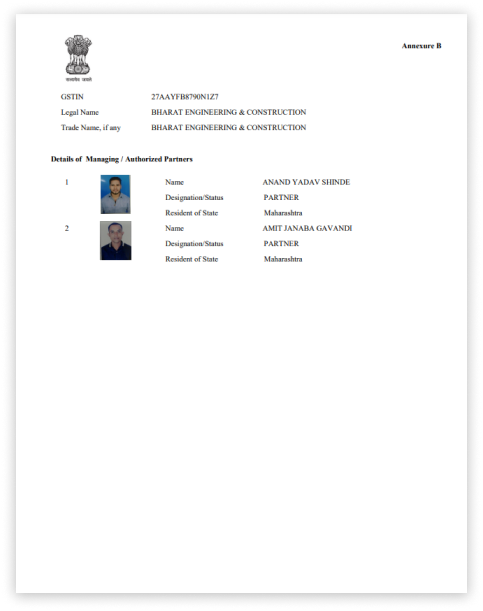 Annexure B
सत्यमेव जयते
GSTIN 27AAYFB8790N1Z7
Legal Name BHARAT ENGINEERING & CONSTRUCTION
Trade Name, if any BHARAT ENGINEERING & CONSTRUCTION
Details of Managing / Authorized Partners
1 Name ANAND YADAV SHINDE
Designation/Status PARTNER
Resident of State Maharashtra
2 Name AMIT JANABA GAVANDI
Designation/Status PARTNER
Resident of State Maharashtra